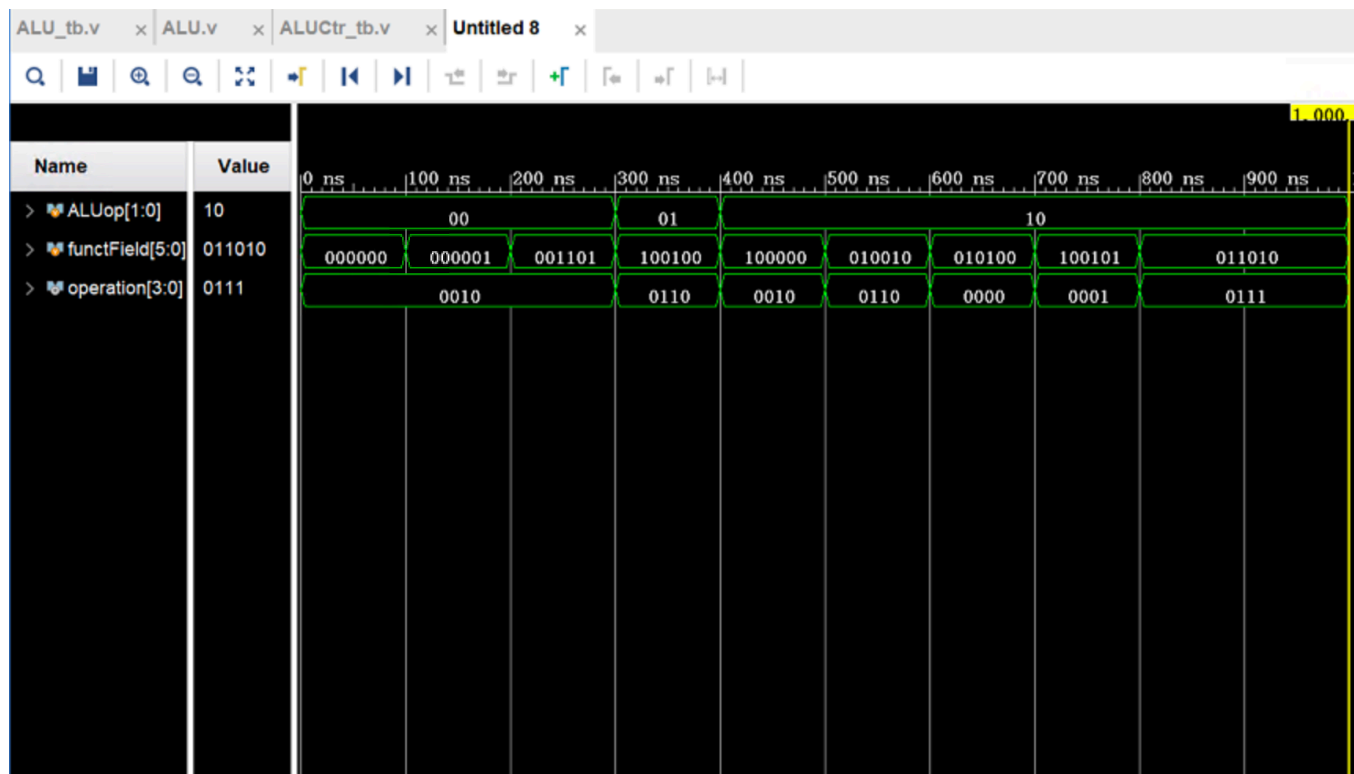 ALU_tb.v × ALU.v × ALUCtr_tb.v × Untitled 8 ×
1.000
Name Value 0 ns 100 ns 200 ns 300 ns 400 ns 500 ns 600 ns 700 ns 800 ns 900 ns
> ALUop[1:0] 10 00 01 10
> functField[5:0] 011010 000000 000001 001101 100100 100000 010010 010100 100101 011010
> operation[3:0] 0111 0010 0110 0010 0110 0000 0001 0111